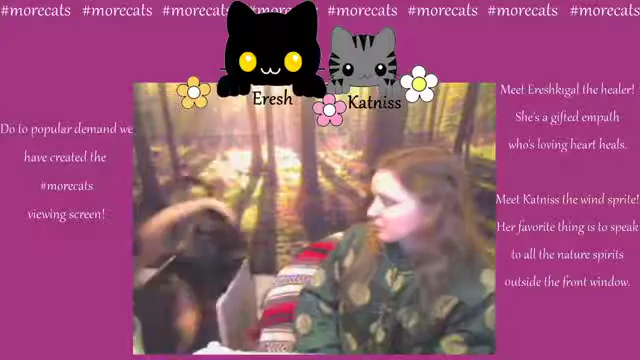 #morecats #morecats #morecats #morecats #morecats #morecats #morecats #morecats
Eresh
Katniss
Do to popular demand we
have created the
#morecats
viewing screen!
Meet Ereshkigal the healer!
She's a gifted empath
who's loving heart heals.
Meet Katniss the wind sprite!
Her favorite thing is to speak
to all the nature spirits
outside the front window.